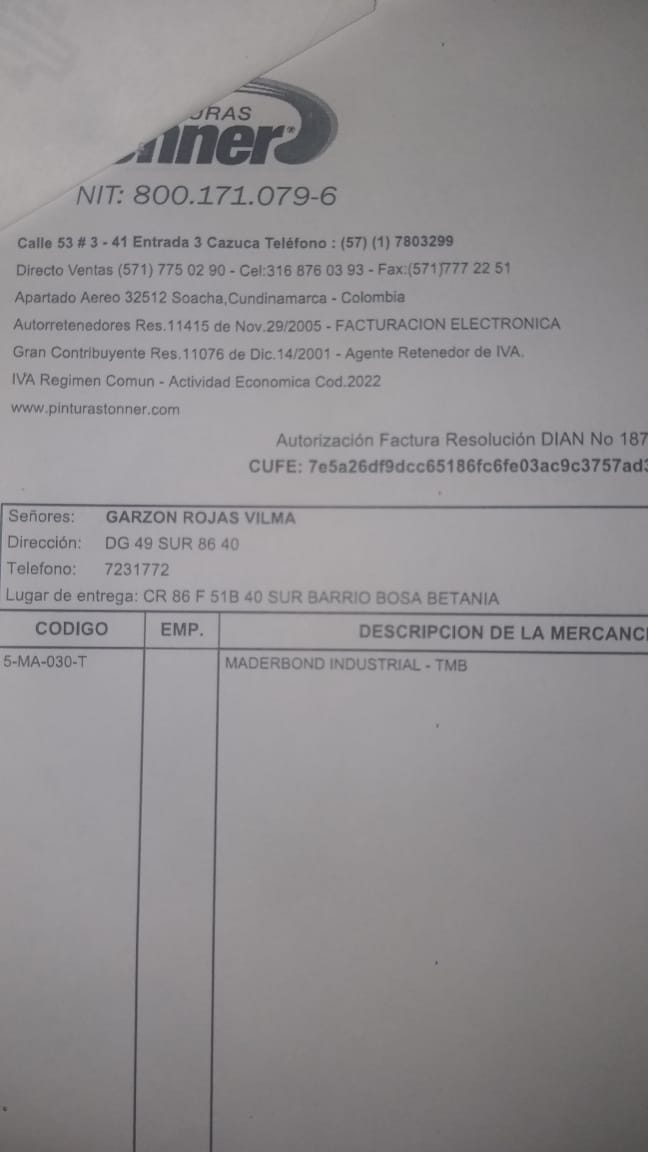 URAS
onner®
NIT: 800.171.079-6
Calle 53 # 3 - 41 Entrada 3 Cazuca Teléfono : (57) (1) 7803299
Directo Ventas (571) 775 02 90 - Cel:316 876 03 93 - Fax:(571)777 22 51
Apartado Aereo 32512 Soacha,Cundinamarca - Colombia
Autorretenedores Res.11415 de Nov.29/2005 - FACTURACION ELECTRONICA
Gran Contribuyente Res.11076 de Dic.14/2001 - Agente Retenedor de IVA.
IVA Regimen Comun - Actividad Economica Cod.2022
www.pinturastonner.com
Autorización Factura Resolución DIAN No 187
CUFE: 7e5a26df9dcc65186fc6fe03ac9c3757ad3
Señores: GARZON ROJAS VILMA
Dirección: DG 49 SUR 86 40
Telefono: 7231772
Lugar de entrega: CR 86 F 51B 40 SUR BARRIO BOSA BETANIA
CODIGO EMP. DESCRIPCION DE LA MERCANCI
5-MA-030-T MADERBOND INDUSTRIAL - TMB